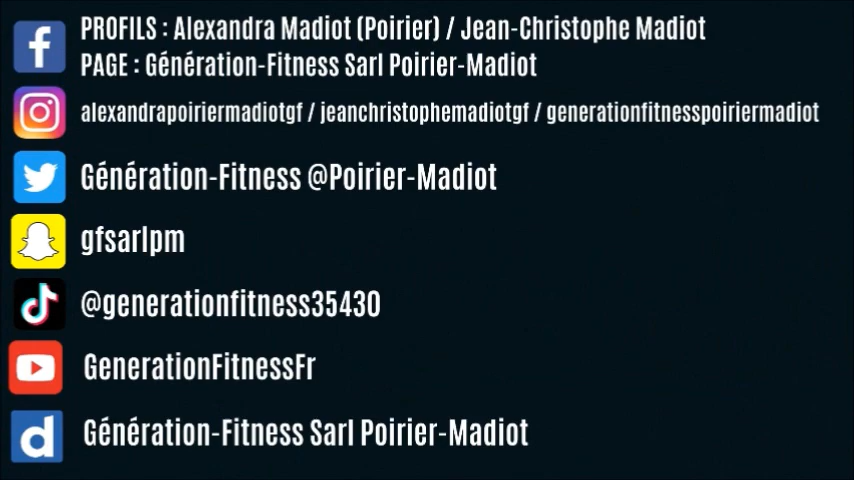 PROFILS : Alexandra Madiot (Poirier) / Jean-Christophe Madiot
PAGE : Génération-Fitness Sarl Poirier-Madiot
alexandrapoiriermadiotgf / jeanchristophemadiotgf / generationfitnesspoiriermadiot
Génération-Fitness @Poirier-Madiot
gfsarlpm
@generationfitness35430
GenerationFitnessFr
Génération-Fitness Sarl Poirier-Madiot